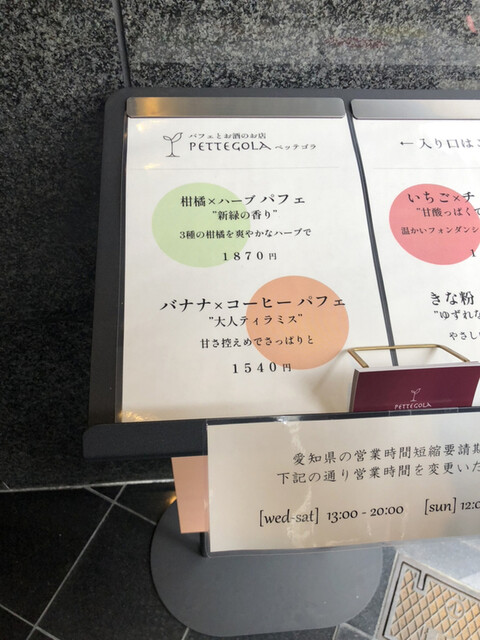 パフェとお酒のお店
PETTEGOLA ペッテゴラ
柑橘×ハーブ パフェ
"新緑の香り"
3種の柑橘を爽やかなハーブで
1870円
バナナ×コーヒー パフェ
"大人ティラミス"
甘さ控えめでさっぱりと
1540円
←入り口は
いちご×チ
"甘酸っぱくて
温かいフォンダンシ
1
きな粉
"ゆずれな
やさし
PETTEGOLA
愛知県の営業時間短縮要請期
下記の通り営業時間を変更いた
[wed-sat] 13:00 - 20:00 [sun] 12:0